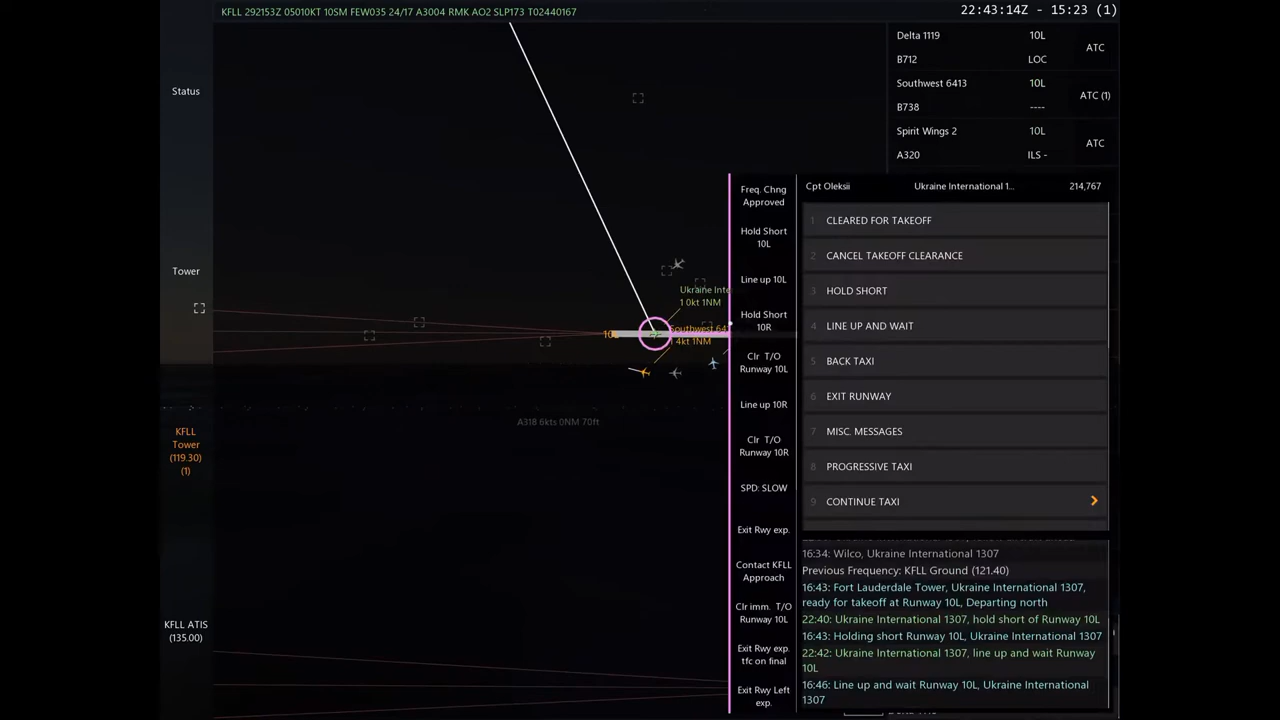 KFLL 292153Z 05010KT 10SM FEW035 24/17 A3004 RMK AO2 SLP173 T02440167
22:43:14Z - 15:23 (1)
Status
Tower
KFLL
Tower
(119.30)
(1)
KFLL ATIS
(135.00)
Delta 1119 10L ATC
B712 LOC
Southwest 6413 10L ATC (1)
B738 ----
Spirit Wings 2 10L ATC
A320 ILS -
Ukraine Inte
1 0kt 1NM
Southwest 64
1 4kt 1NM
A318 6kts 0NM 70ft
Freq. Chng
Approved
Hold Short
10L
Line up 10L
Hold Short
10R
Clr T/O
Runway 10L
Line up 10R
Clr T/O
Runway 10R
SPD: SLOW
Exit Rwy exp.
Contact KFLL
Approach
Clr imm. T/O
Runway 10L
Exit Rwy exp.
tfc on final
Exit Rwy Left
exp.
Cpt Oleksii Ukraine International 1... 214,767
1 CLEARED FOR TAKEOFF
2 CANCEL TAKEOFF CLEARANCE
3 HOLD SHORT
4 LINE UP AND WAIT
5 BACK TAXI
6 EXIT RUNWAY
7 MISC. MESSAGES
8 PROGRESSIVE TAXI
9 CONTINUE TAXI
16:34: Wilco, Ukraine International 1307
Previous Frequency: KFLL Ground (121.40)
16:43: Fort Lauderdale Tower, Ukraine International 1307,
ready for takeoff at Runway 10L, Departing north
22:40: Ukraine International 1307, hold short of Runway 10L
16:43: Holding short Runway 10L, Ukraine International 1307
22:42: Ukraine International 1307, line up and wait Runway
10L
16:46: Line up and wait Runway 10L, Ukraine International
1307